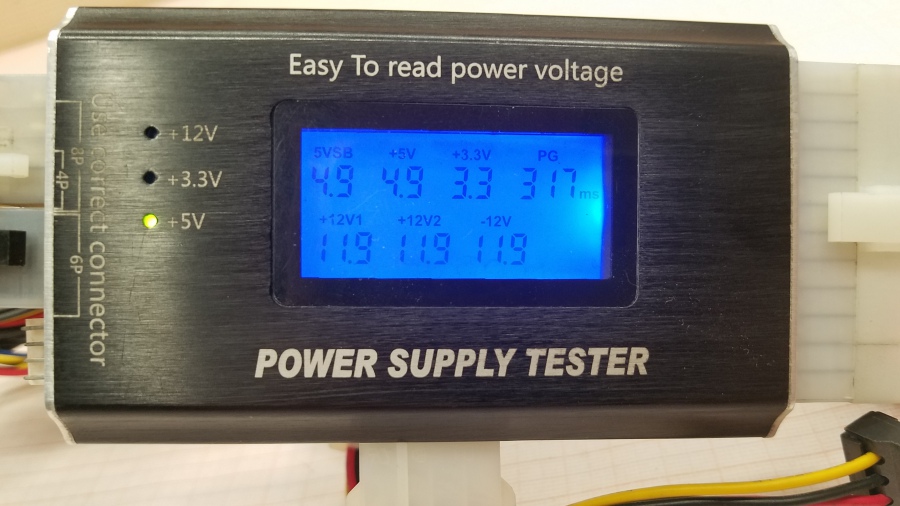 Easy To read power voltage
+12V
+3.3V
+5V
Use correct connector
8P
4P
6P
5VSB +5V +3.3V PG
4.9 4.9 3.3 317 ms
+12V1 +12V2 -12V
11.9 11.9 11.9
POWER SUPPLY TESTER